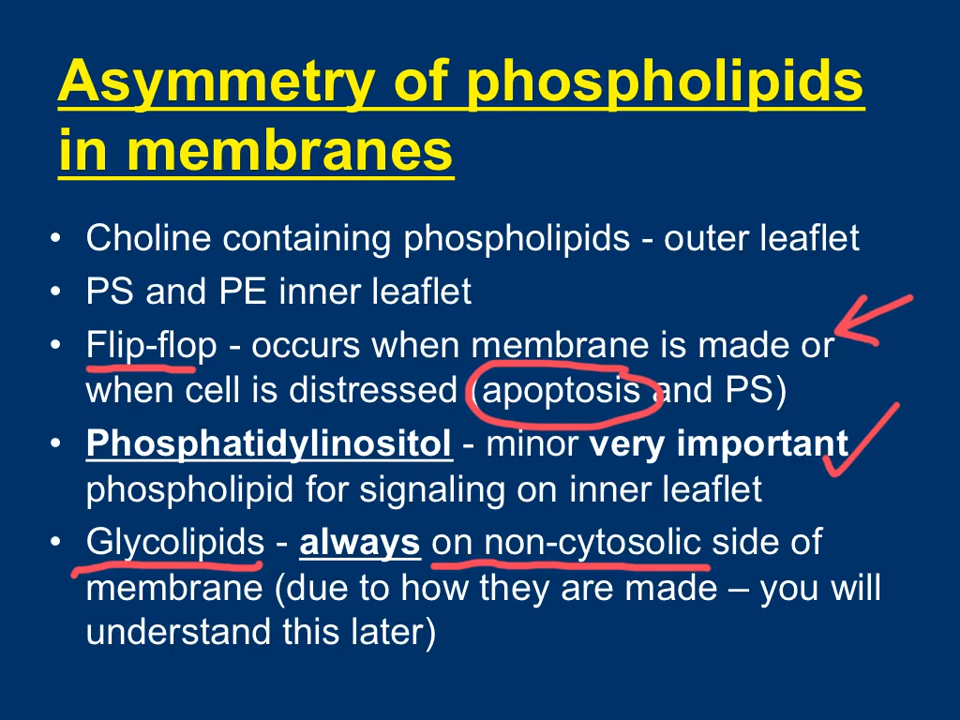 Asymmetry of phospholipids
in membranes
• Choline containing phospholipids - outer leaflet
• PS and PE inner leaflet
• Flip-flop - occurs when membrane is made or
when cell is distressed (apoptosis and PS)
• Phosphatidylinositol - minor very important
phospholipid for signaling on inner leaflet
• Glycolipids - always on non-cytosolic side of
membrane (due to how they are made – you will
understand this later)